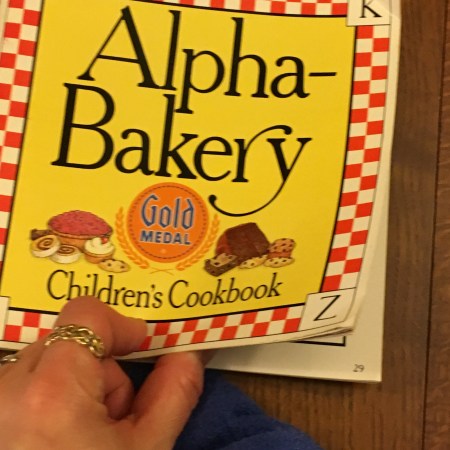 K
Alpha-
Bakery
Gold
MEDAL
Children's Cookbook
Z
29